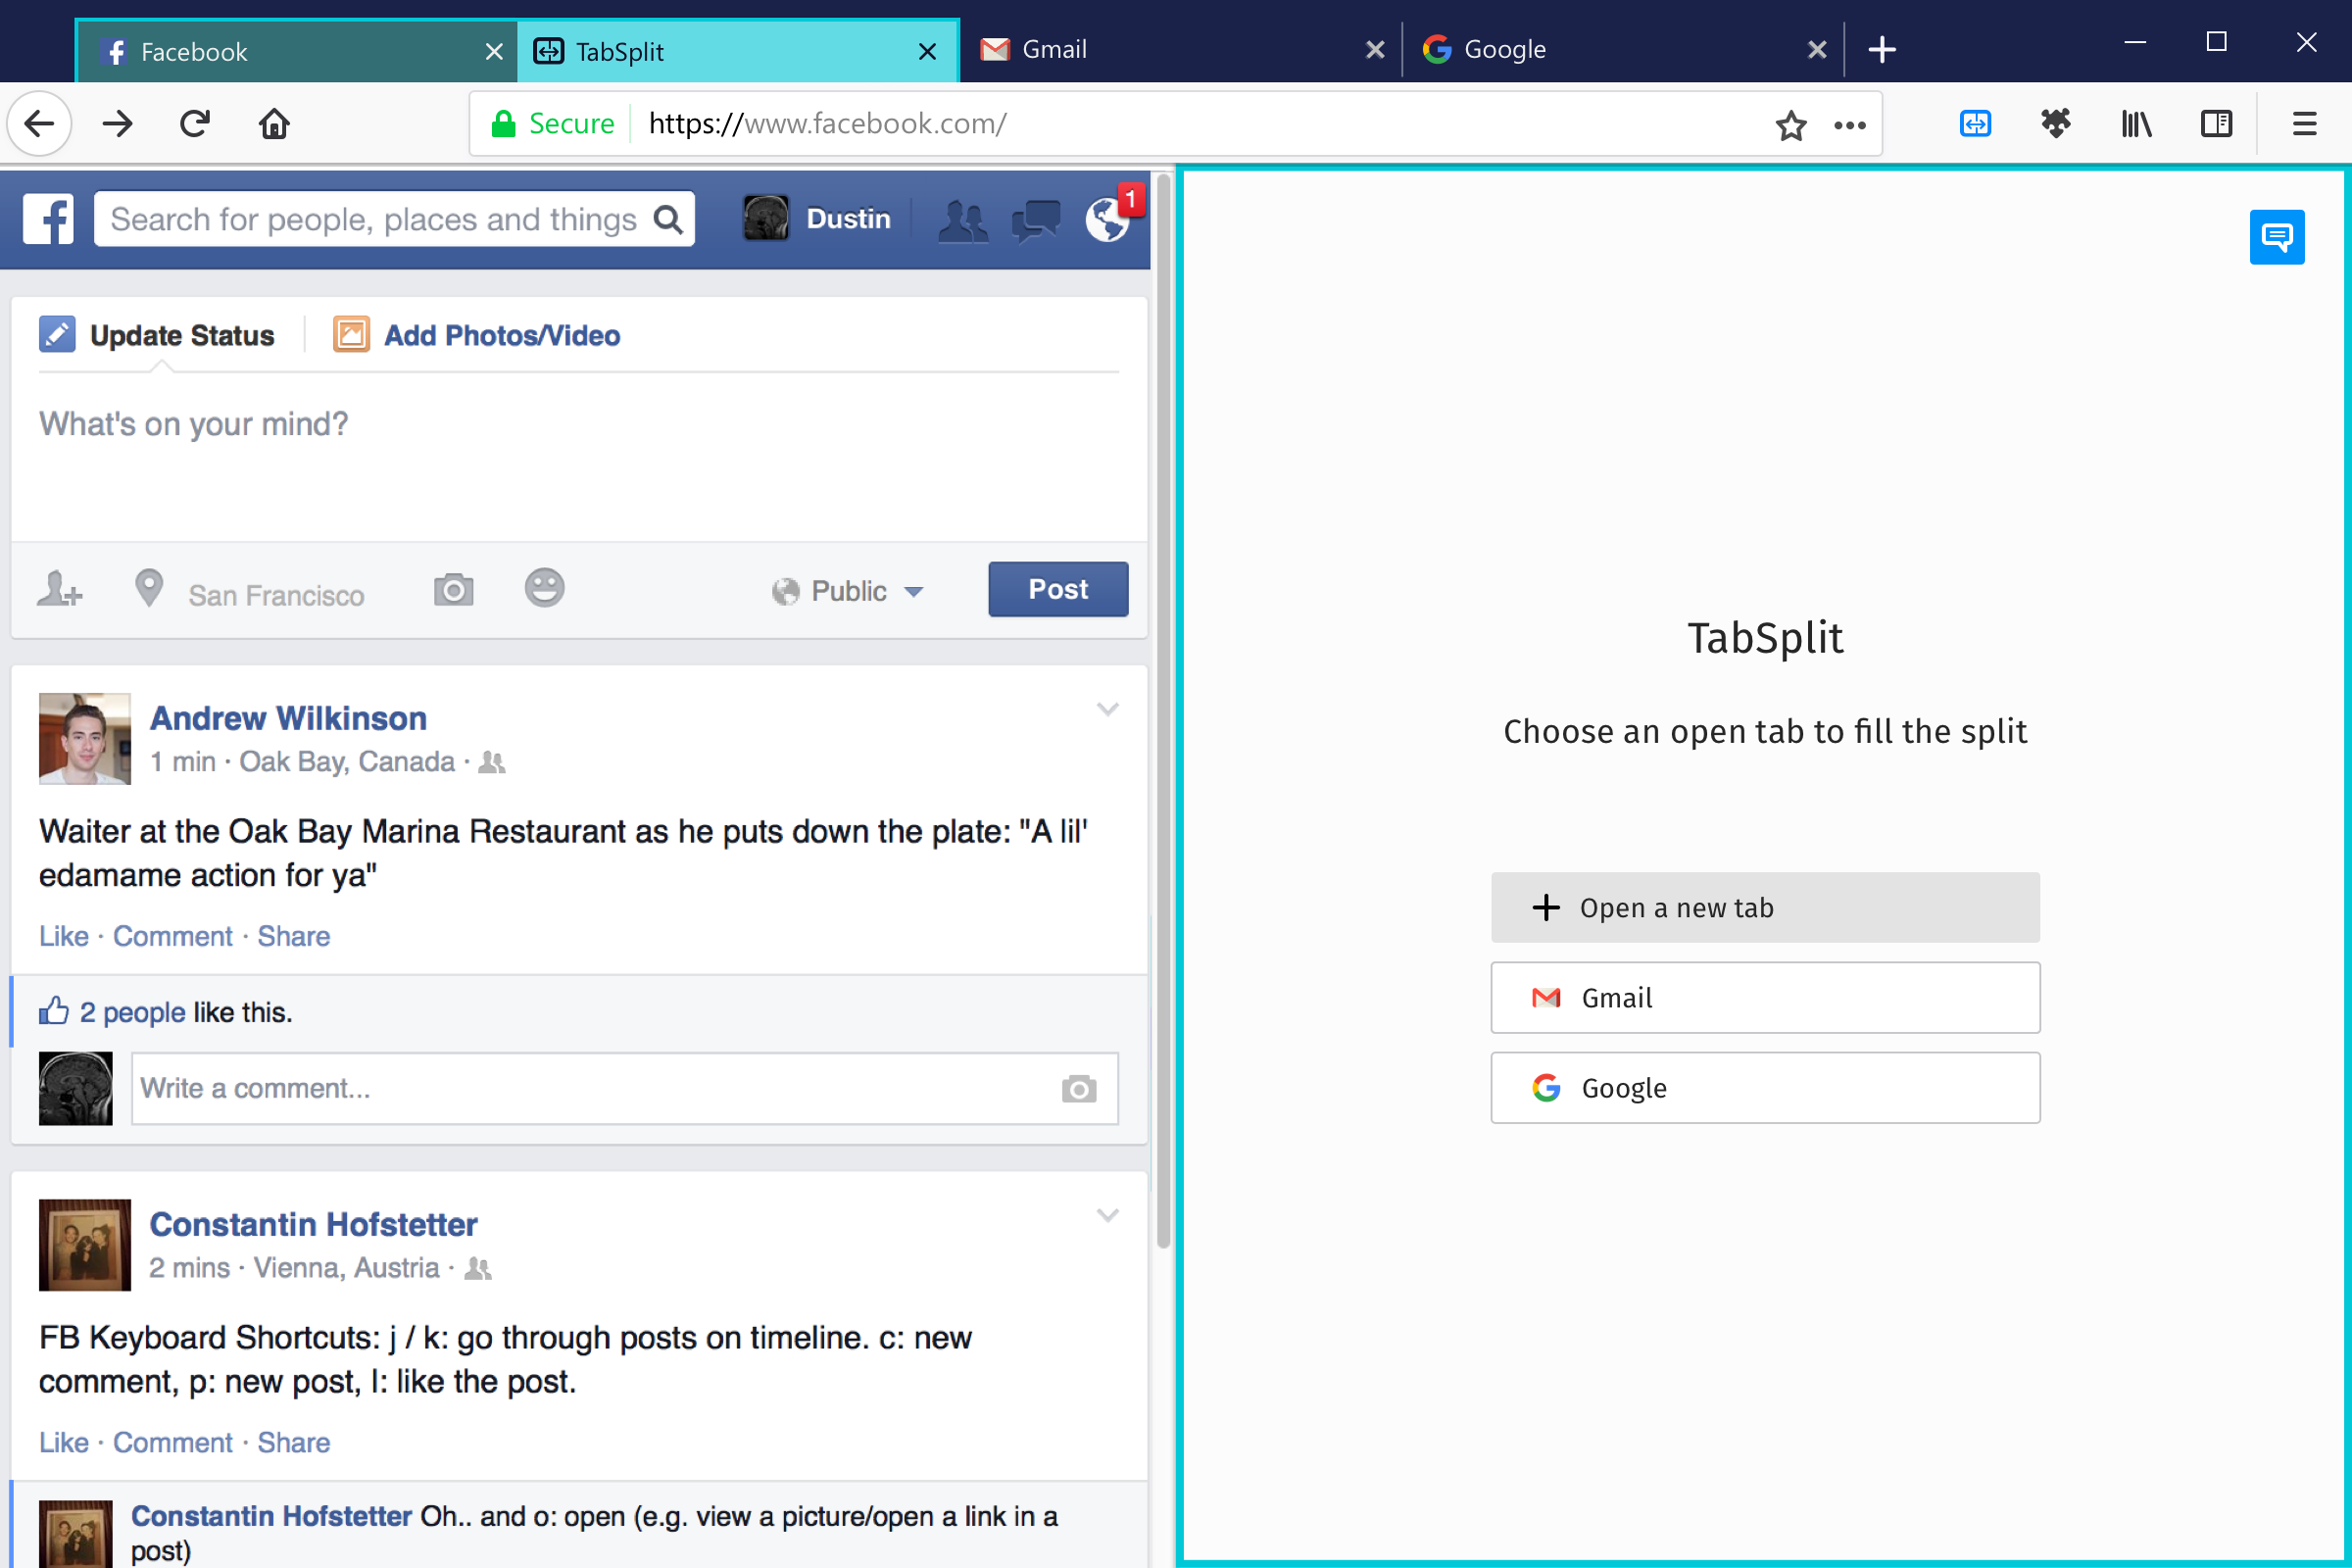 Facebook
TabSplit
Gmail
Google
Secure
https://www.facebook.com/
Search for people, places and things
Dustin
1
Update Status
Add Photos/Video
What's on your mind?
San Francisco
Public
Post
Andrew Wilkinson
1 min · Oak Bay, Canada ·
Waiter at the Oak Bay Marina Restaurant as he puts down the plate: "A lil'
edamame action for ya"
Like · Comment · Share
2 people like this.
Write a comment...
Constantin Hofstetter
2 mins · Vienna, Austria ·
FB Keyboard Shortcuts: j / k: go through posts on timeline. c: new
comment, p: new post, l: like the post.
Like · Comment · Share
Constantin Hofstetter Oh.. and o: open (e.g. view a picture/open a link in a
post)
TabSplit
Choose an open tab to fill the split
Open a new tab
Gmail
Google